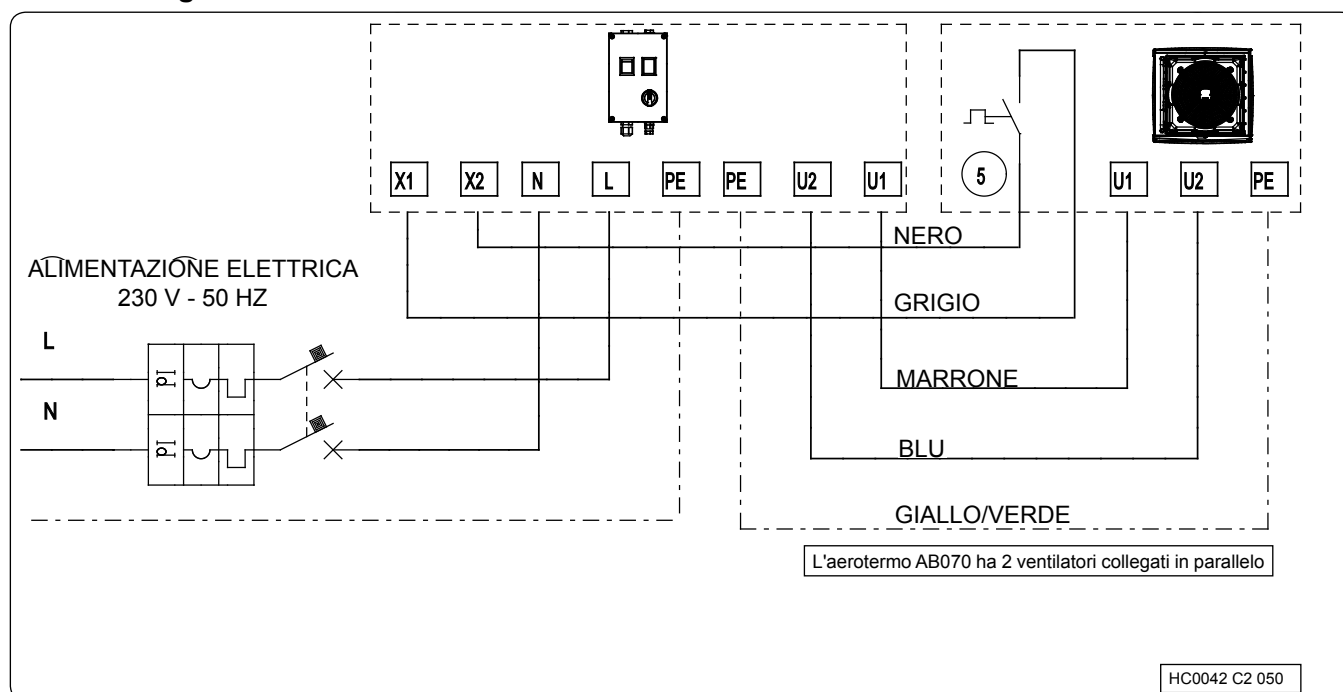 X1 X2 N L PE PE U2 U1 5 U1 U2 PE
NERO
ALIMENTAZIONE ELETTRICA
230 V - 50 HZ
GRIGIO
L
MARRONE
N
BLU
GIALLO/VERDE
L'aerotermo AB070 ha 2 ventilatori collegati in parallelo
HC0042 C2 050